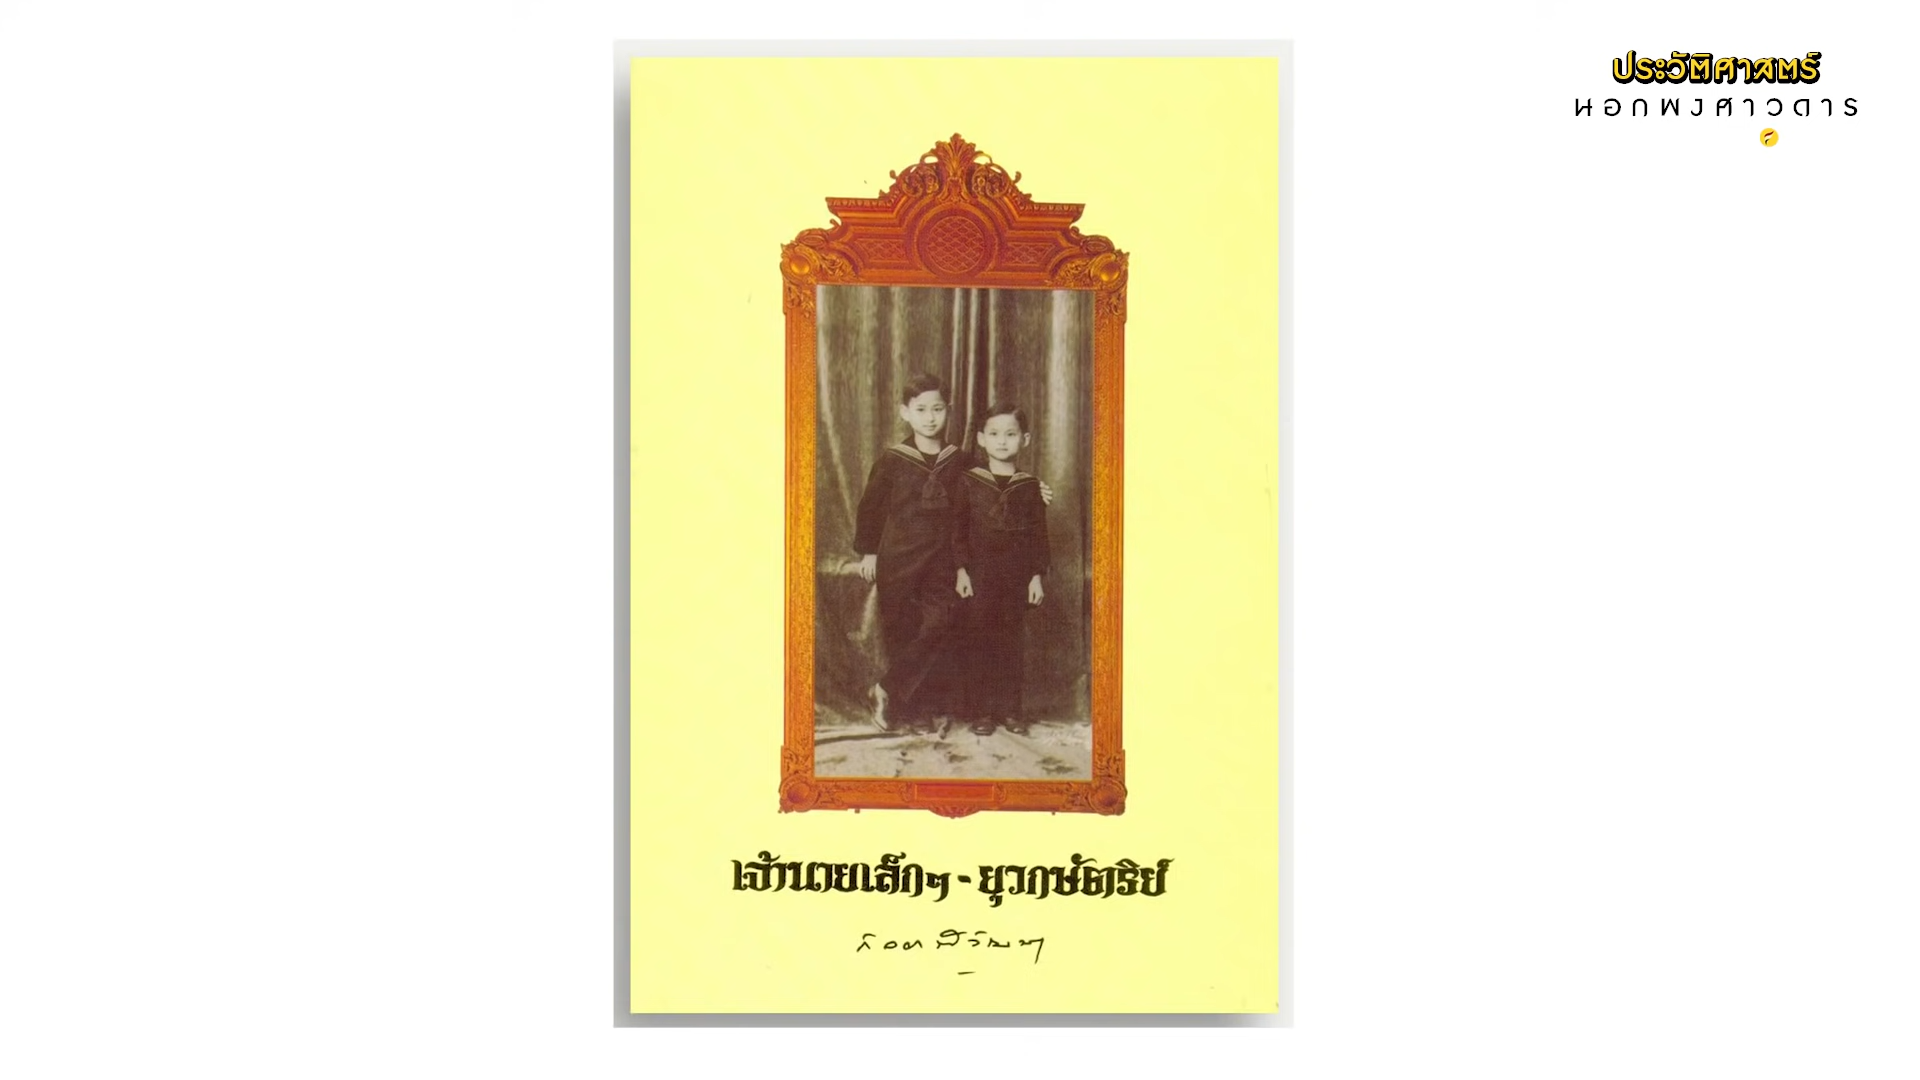 ประวัติศาสตร์
นอกพงศาวดาร
เจ้านายเล็กๆ - ยุวกษัตริย์